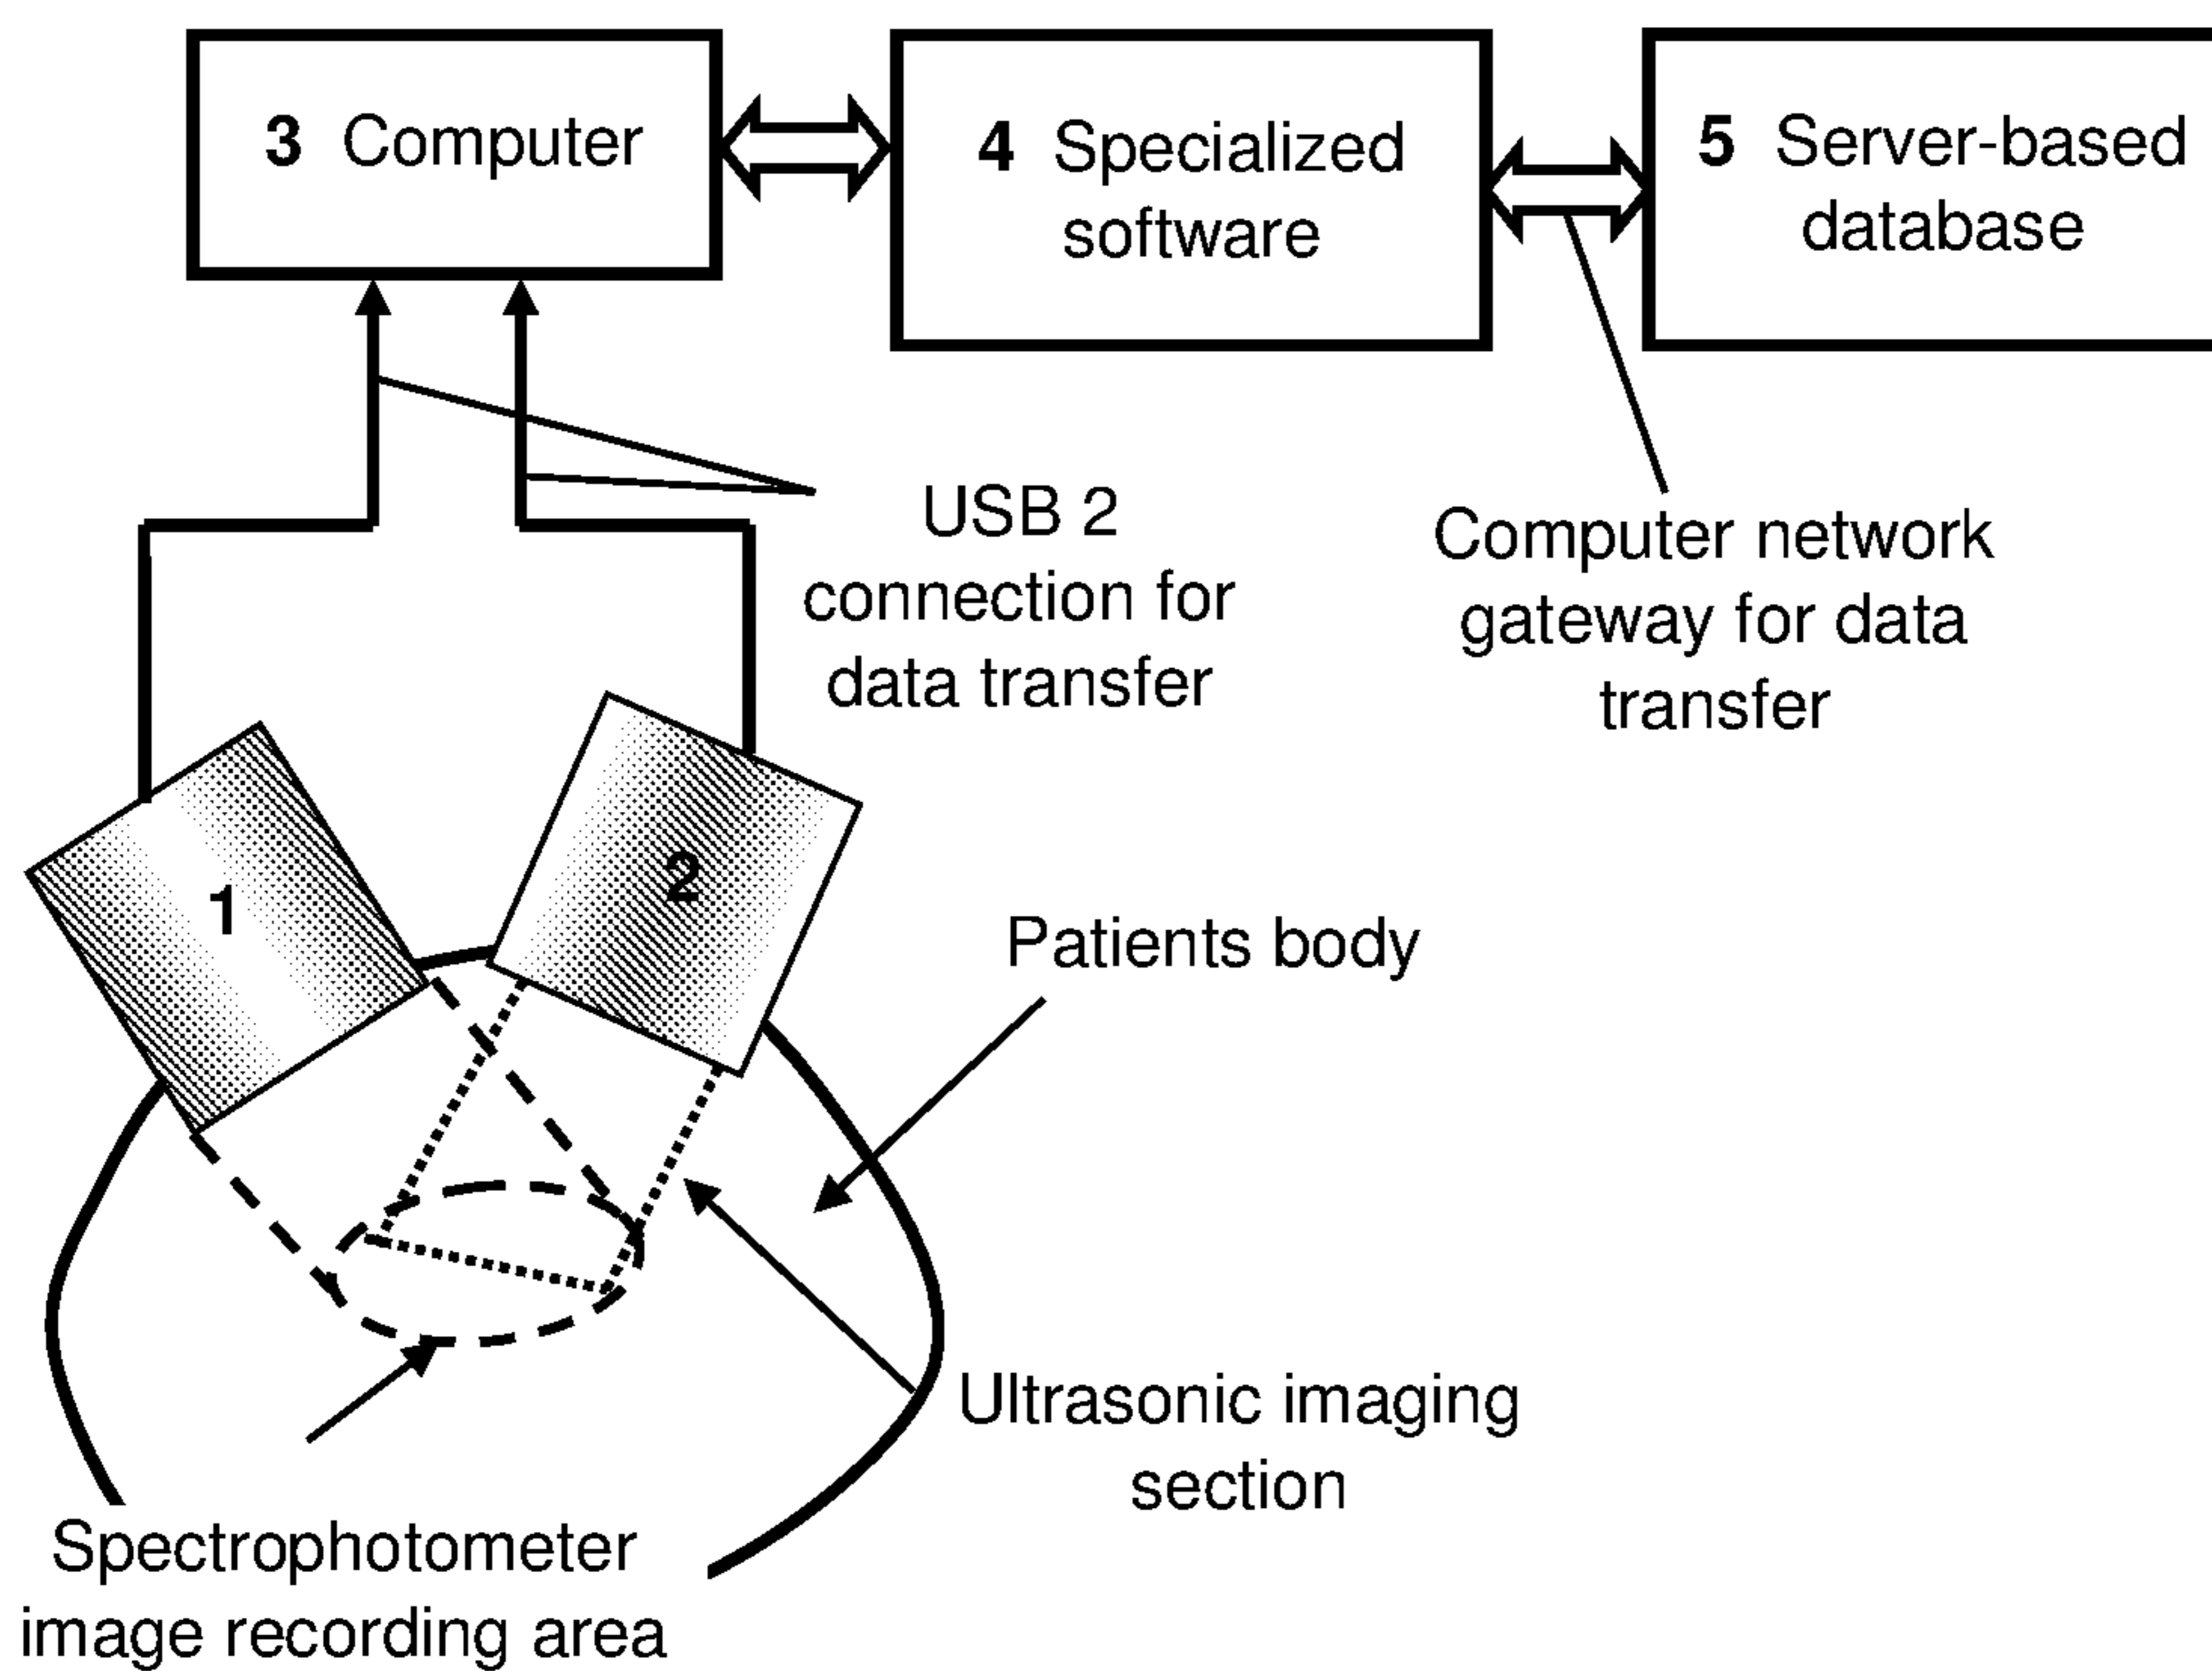 3 Computer
4 Specialized
software
5 Server-based
database
USB 2
connection for
data transfer
Computer network
gateway for data
transfer
1
2
Patients body
Ultrasonic imaging
section
Spectrophotometer
image recording area